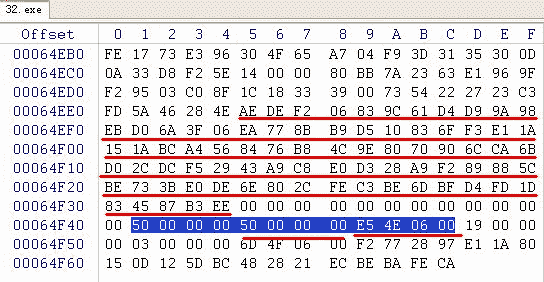 32.exe
Offset 0 1 2 3 4 5 6 7 8 9 A B C D E F
00064EB0 FE 17 73 E3 96 30 4F 65 A7 04 F9 3D 31 35 30 0D
00064EC0 0A 33 D8 F2 5E 14 00 00 80 BB 7A 23 63 E1 96 9F
00064ED0 F2 95 03 C0 8F 1C 18 33 39 00 73 54 22 27 23 C3
00064EE0 FD 5A 46 28 4E AE DE F2 06 83 9C 61 D4 D9 9A 98
00064EF0 EB D0 6A 3F 06 EA 77 8B B9 D5 10 83 6F F3 E1 1A
00064F00 15 1A BC A4 56 84 76 B8 4C 9E 80 70 90 6C CA 6B
00064F10 D0 2C DC F5 29 43 A9 C8 E0 D3 28 A9 F2 89 88 5C
00064F20 BE 73 3B E0 DE 6E 80 2C FE C3 BE 6D BF D4 FD 1D
00064F30 83 45 87 B3 EE 00 00 00 00 00 00 00 00 00 00 00
00064F40 00 50 00 00 00 50 00 00 00 E5 4E 06 00 19 00 00
00064F50 00 03 00 00 00 6D 4F 06 00 F2 77 28 97 E1 1A 80
00064F60 15 0D 12 5D BC 48 28 21 EC BE BA FE CA